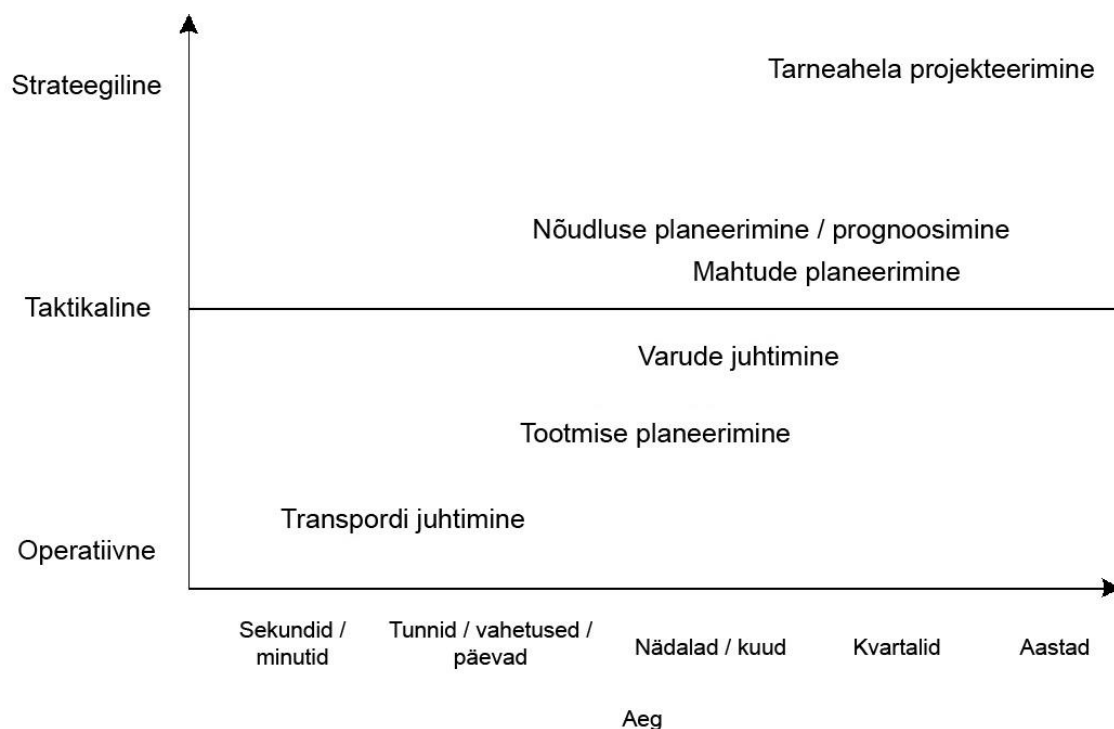 Strateegiline
Tarneahela projekteerimine
Nõudluse planeerimine / prognoosimine
Mahtude planeerimine
Taktikaline
Varude juhtimine
Tootmise planeerimine
Transpordi juhtimine
Operatiivne
Sekundid /
minutid
Tunnid / vahetused /
päevad
Nädalad / kuud
Kvartalid
Aastad
Aeg